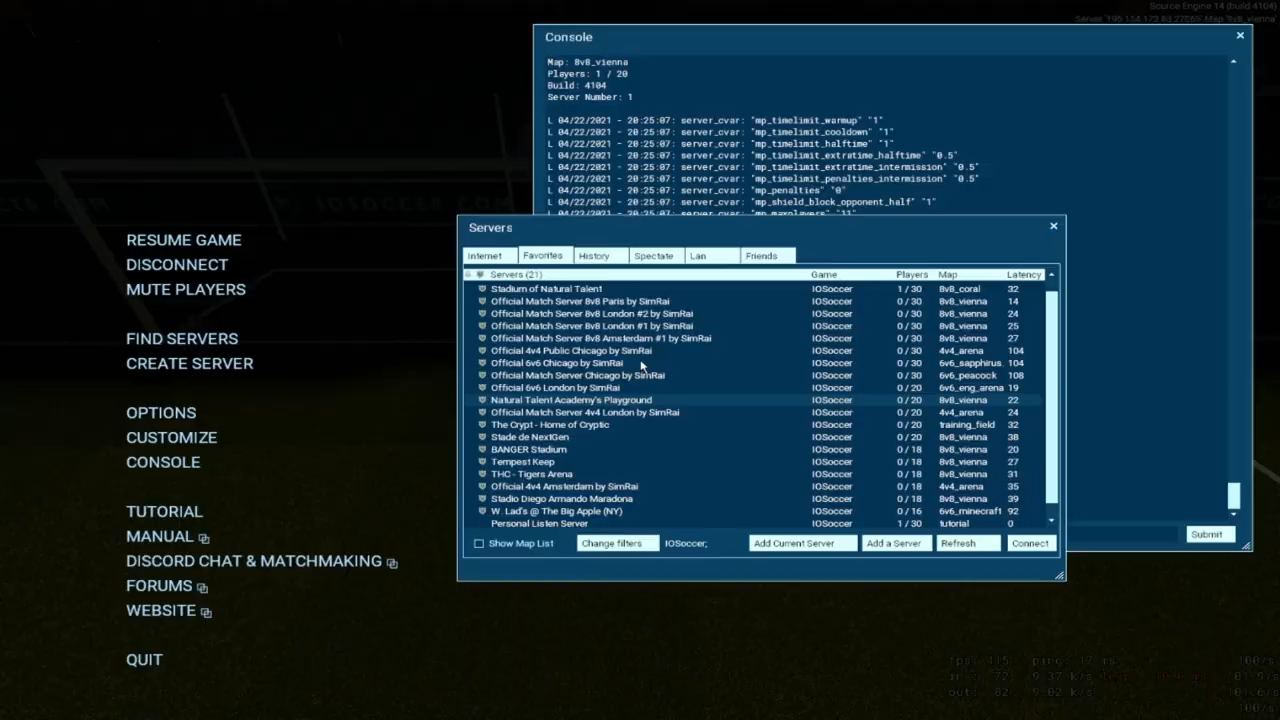 Source Engine 14 (build 4104)
RESUME GAME
DISCONNECT
MUTE PLAYERS
FIND SERVERS
CREATE SERVER
OPTIONS
CUSTOMIZE
CONSOLE
TUTORIAL
MANUAL
DISCORD CHAT & MATCHMAKING
FORUMS
WEBSITE
QUIT
Console
Map: 8v8_vienna
Players: 1 / 20
Build: 4104
Server Number: 1
L 04/22/2021 - 20:25:07: server_cvar: "mp_timelimit_warmup" "1"
L 04/22/2021 - 20:25:07: server_cvar: "mp_timelimit_cooldown" "1"
L 04/22/2021 - 20:25:07: server_cvar: "mp_timelimit_halftime" "1"
L 04/22/2021 - 20:25:07: server_cvar: "mp_timelimit_extratime_halftime" "0.5"
L 04/22/2021 - 20:25:07: server_cvar: "mp_timelimit_extratime_intermission" "0.5"
L 04/22/2021 - 20:25:07: server_cvar: "mp_timelimit_penalties_intermission" "0.5"
L 04/22/2021 - 20:25:07: server_cvar: "mp_penalties" "0"
L 04/22/2021 - 20:25:07: server_cvar: "mp_shield_block_opponent_half" "1"
L 04/22/2021 - 20:25:07: server_cvar: "mp_maxplayers" "11"
Submit
Servers
Internet Favorites History Spectate Lan Friends
Servers (21) Game Players Map Latency
Stadium of Natural Talent IOSoccer 1 / 30 8v8_coral 32
Official Match Server 8v8 Paris by SimRai IOSoccer 0 / 30 8v8_vienna 14
Official Match Server 8v8 London #2 by SimRai IOSoccer 0 / 30 8v8_vienna 24
Official Match Server 8v8 London #1 by SimRai IOSoccer 0 / 30 8v8_vienna 25
Official Match Server 8v8 Amsterdam #1 by SimRai IOSoccer 0 / 30 8v8_vienna 27
Official 4v4 Public Chicago by SimRai IOSoccer 0 / 30 4v4_arena 104
Official 6v6 Chicago by SimRai IOSoccer 0 / 30 6v6_sapphirus. 104
Official Match Server Chicago by SimRai IOSoccer 0 / 30 6v6_peacock 108
Official 6v6 London by SimRai IOSoccer 0 / 20 6v6_eng_arena 19
Natural Talent Academy's Playground IOSoccer 0 / 20 8v8_vienna 22
Official Match Server 4v4 London by SimRai IOSoccer 0 / 20 4v4_arena 24
The Crypt - Home of Cryptic IOSoccer 0 / 20 training_field 32
Stade de NextGen IOSoccer 0 / 20 8v8_vienna 38
BANGER Stadium IOSoccer 0 / 18 8v8_vienna 20
Tempest Keep IOSoccer 0 / 18 8v8_vienna 27
THC - Tigers Arena IOSoccer 0 / 18 8v8_vienna 31
Official 4v4 Amsterdam by SimRai IOSoccer 0 / 18 4v4_arena 35
Stadio Diego Armando Maradona IOSoccer 0 / 18 8v8_vienna 39
W. Lad's @ The Big Apple (NY) IOSoccer 0 / 16 6v6_minecraft 92
Personal Listen Server IOSoccer 1 / 30 tutorial 0
Show Map List Change filters IOSoccer; Add Current Server Add a Server Refresh Connect